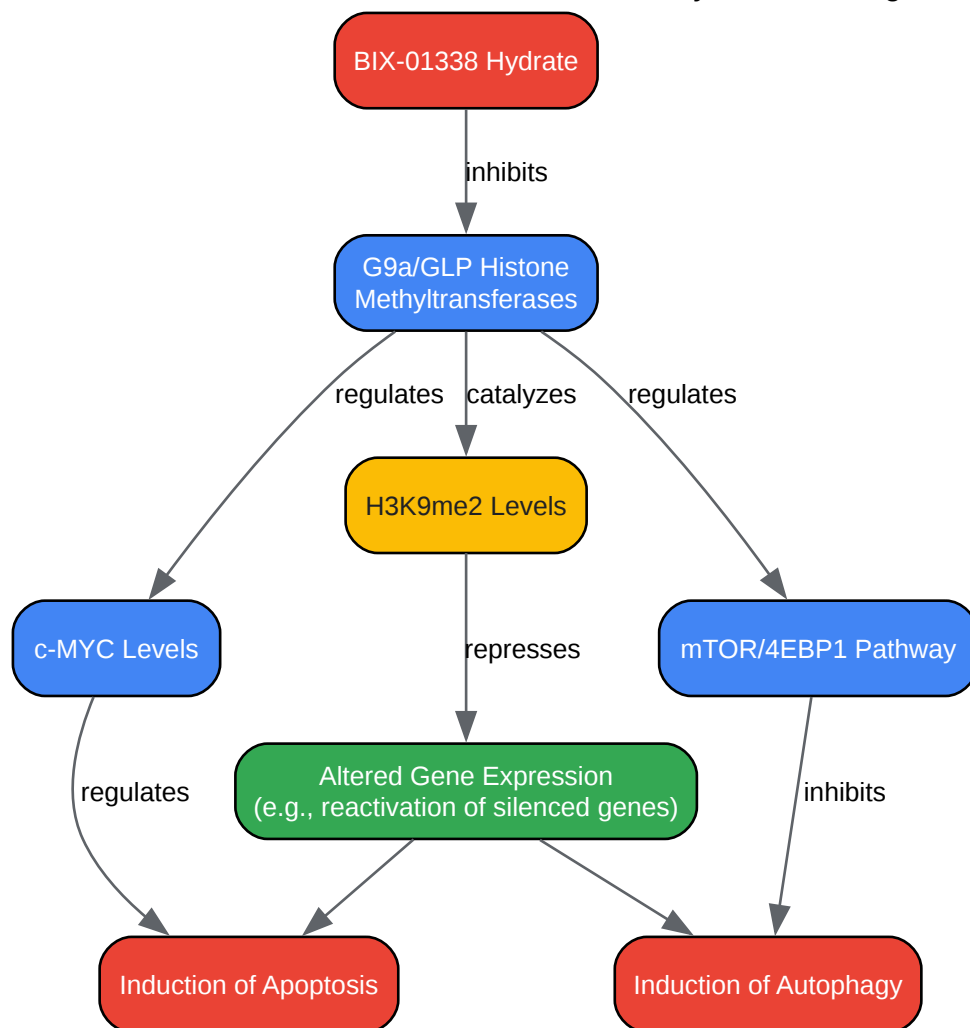 BIX-01338 Hydrate
inhibits
G9a/GLP Histone
Methyltransferases
regulates
catalyzes
regulates
H3K9me2 Levels
c-MYC Levels
represses
mTOR/4EBP1 Pathway
Altered Gene Expression
(e.g., reactivation of silenced genes)
regulates
inhibits
Induction of Apoptosis
Induction of Autophagy